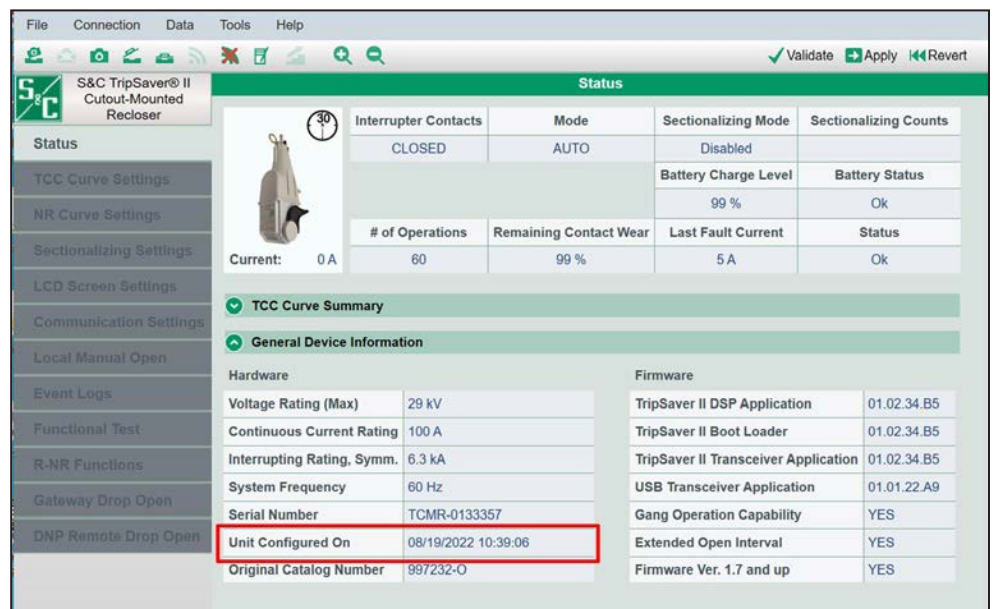 File Connection Data Tools Help
Validate Apply Revert
S&C
S&C TripSaver® II
Cutout-Mounted
Recloser
Status
TCC Curve Settings
NR Curve Settings
Sectionalizing Settings
LCD Screen Settings
Communication Settings
Local Manual Open
Event Logs
Functional Test
R-NR Functions
Gateway Drop Open
DNP Remote Drop Open
Status
30
Current: 0 A
Interrupter Contacts Mode Sectionalizing Mode Sectionalizing Counts
CLOSED AUTO Disabled
Battery Charge Level Battery Status
99 % Ok
# of Operations Remaining Contact Wear Last Fault Current Status
60 99 % 5 A Ok
TCC Curve Summary
General Device Information
Hardware
Voltage Rating (Max) 29 kV
Continuous Current Rating 100 A
Interrupting Rating, Symm. 6.3 kA
System Frequency 60 Hz
Serial Number TCMR-0133357
Unit Configured On 08/19/2022 10:39:06
Original Catalog Number 997232-O
Firmware
TripSaver II DSP Application 01.02.34.B5
TripSaver II Boot Loader 01.02.34.B5
TripSaver II Transceiver Application 01.02.34.B5
USB Transceiver Application 01.01.22.A9
Gang Operation Capability YES
Extended Open Interval YES
Firmware Ver. 1.7 and up YES